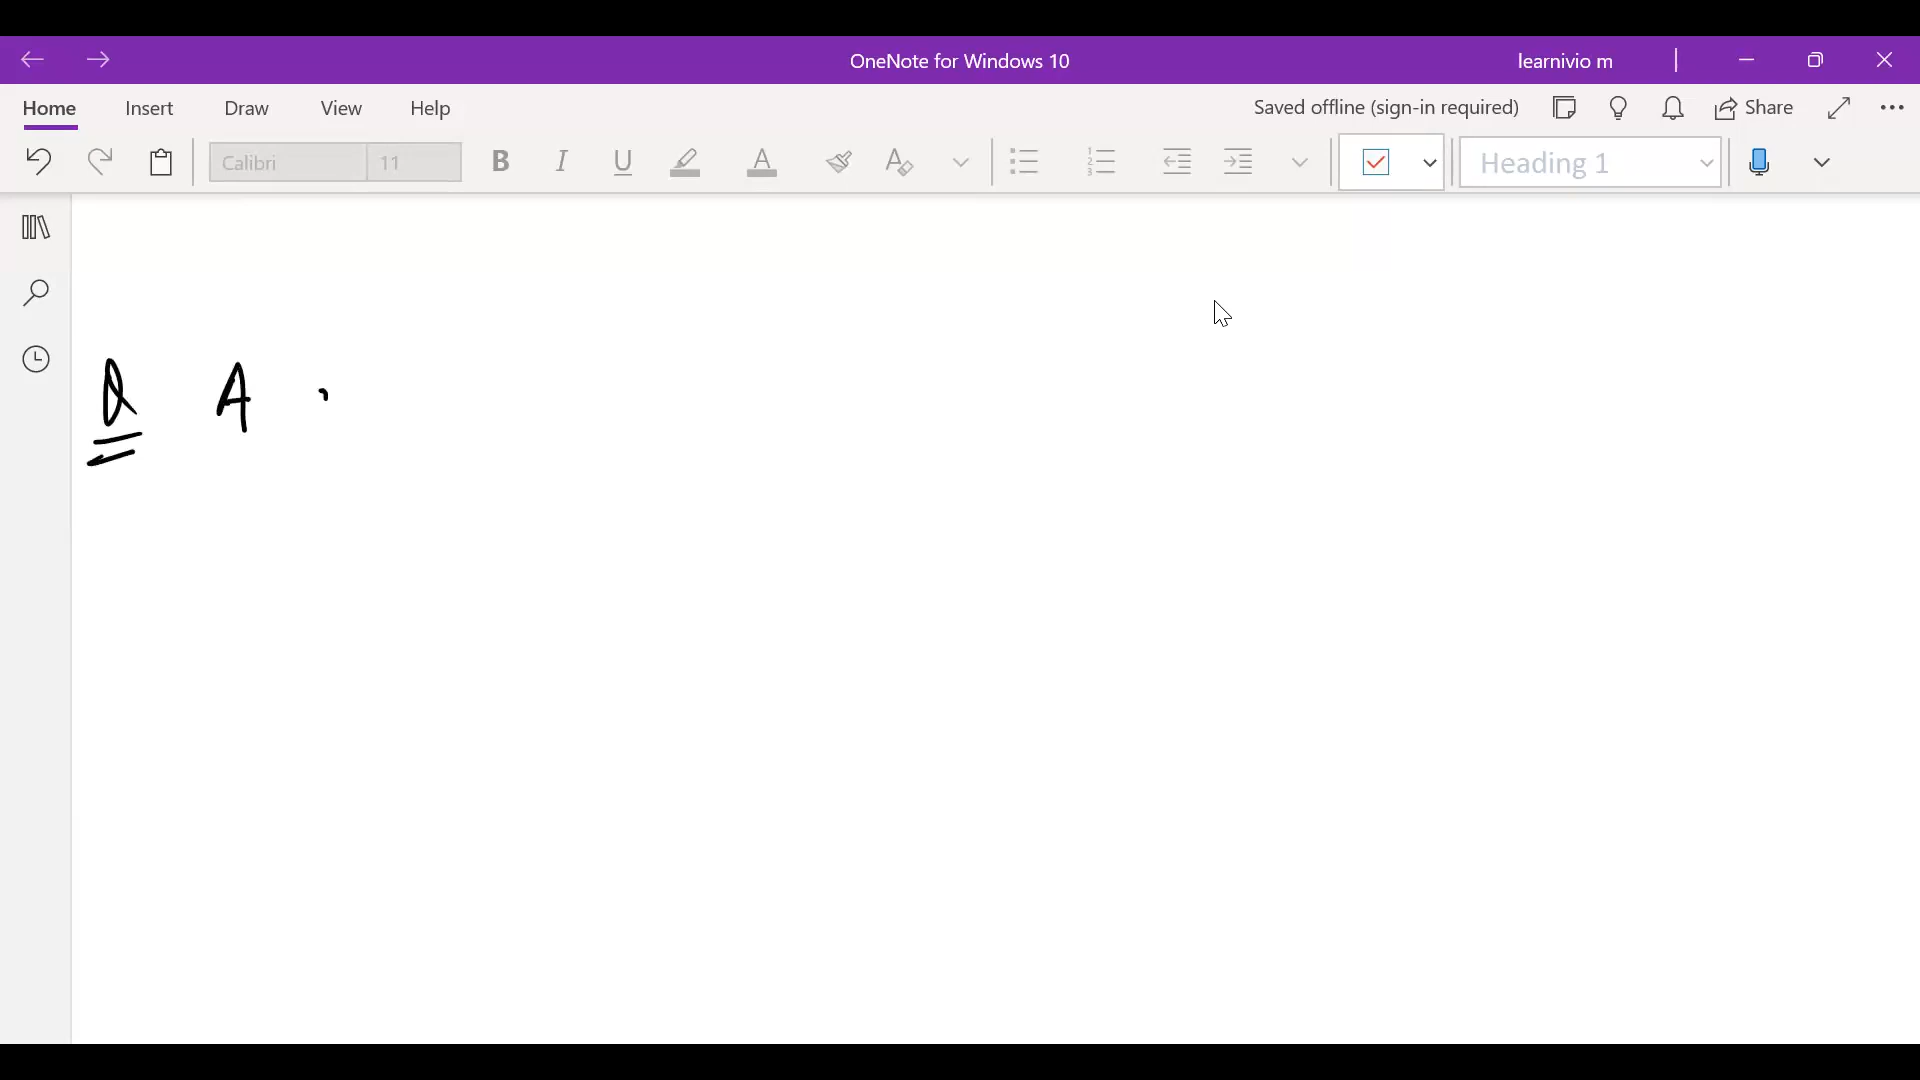 OneNote for Windows 10 learnivio m
Home Insert Draw View Help Saved offline (sign-in required) Share
Calibri 11 B I U A A Heading 1
Q A